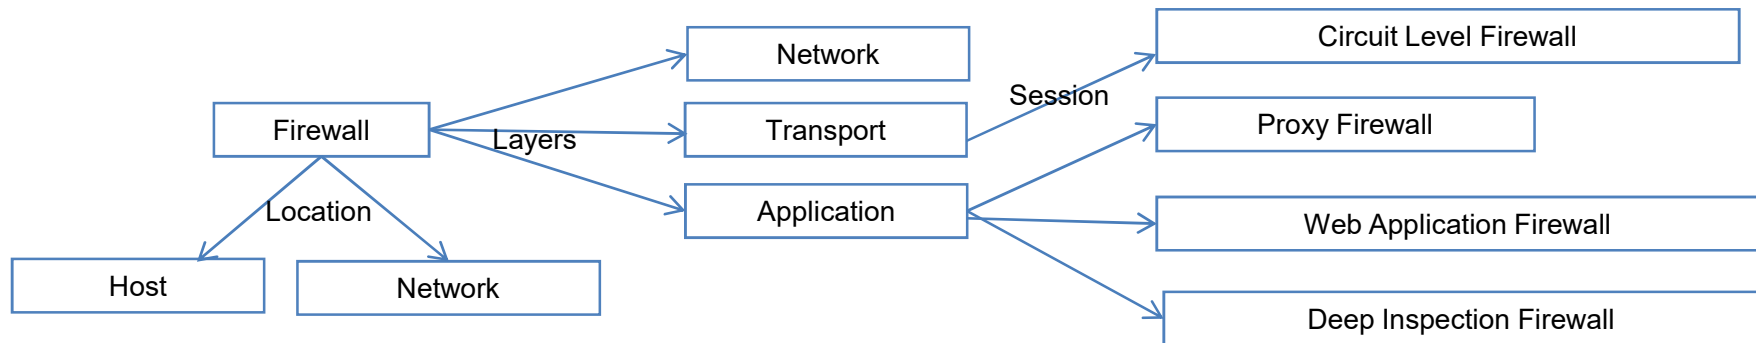 Circuit Level Firewall
Network
Session
Firewall
Layers
Transport
Proxy Firewall
Location
Application
Web Application Firewall
Host
Network
Deep Inspection Firewall